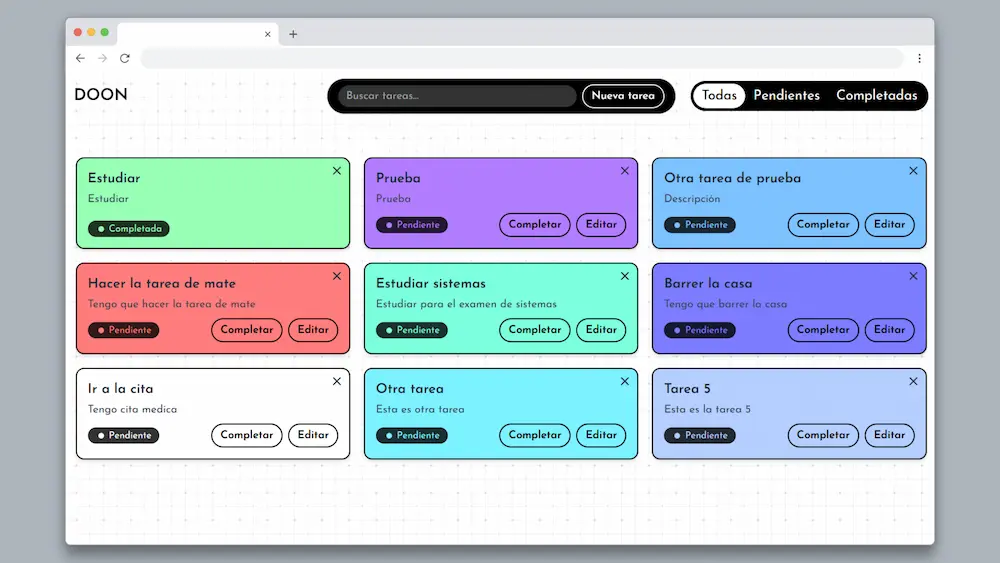 DOON
Buscar tareas...
Nueva tarea
Todas
Pendientes
Completadas
Estudiar
Estudiar
Completada
Prueba
Prueba
Pendiente
Completar
Editar
Otra tarea de prueba
Descripción
Pendiente
Completar
Editar
Hacer la tarea de mate
Tengo que hacer la tarea de mate
Pendiente
Completar
Editar
Estudiar sistemas
Estudiar para el examen de sistemas
Pendiente
Completar
Editar
Barrer la casa
Tengo que barrer la casa
Pendiente
Completar
Editar
Ir a la cita
Tengo cita medica
Pendiente
Completar
Editar
Otra tarea
Esta es otra tarea
Pendiente
Completar
Editar
Tarea 5
Esta es la tarea 5
Pendiente
Completar
Editar